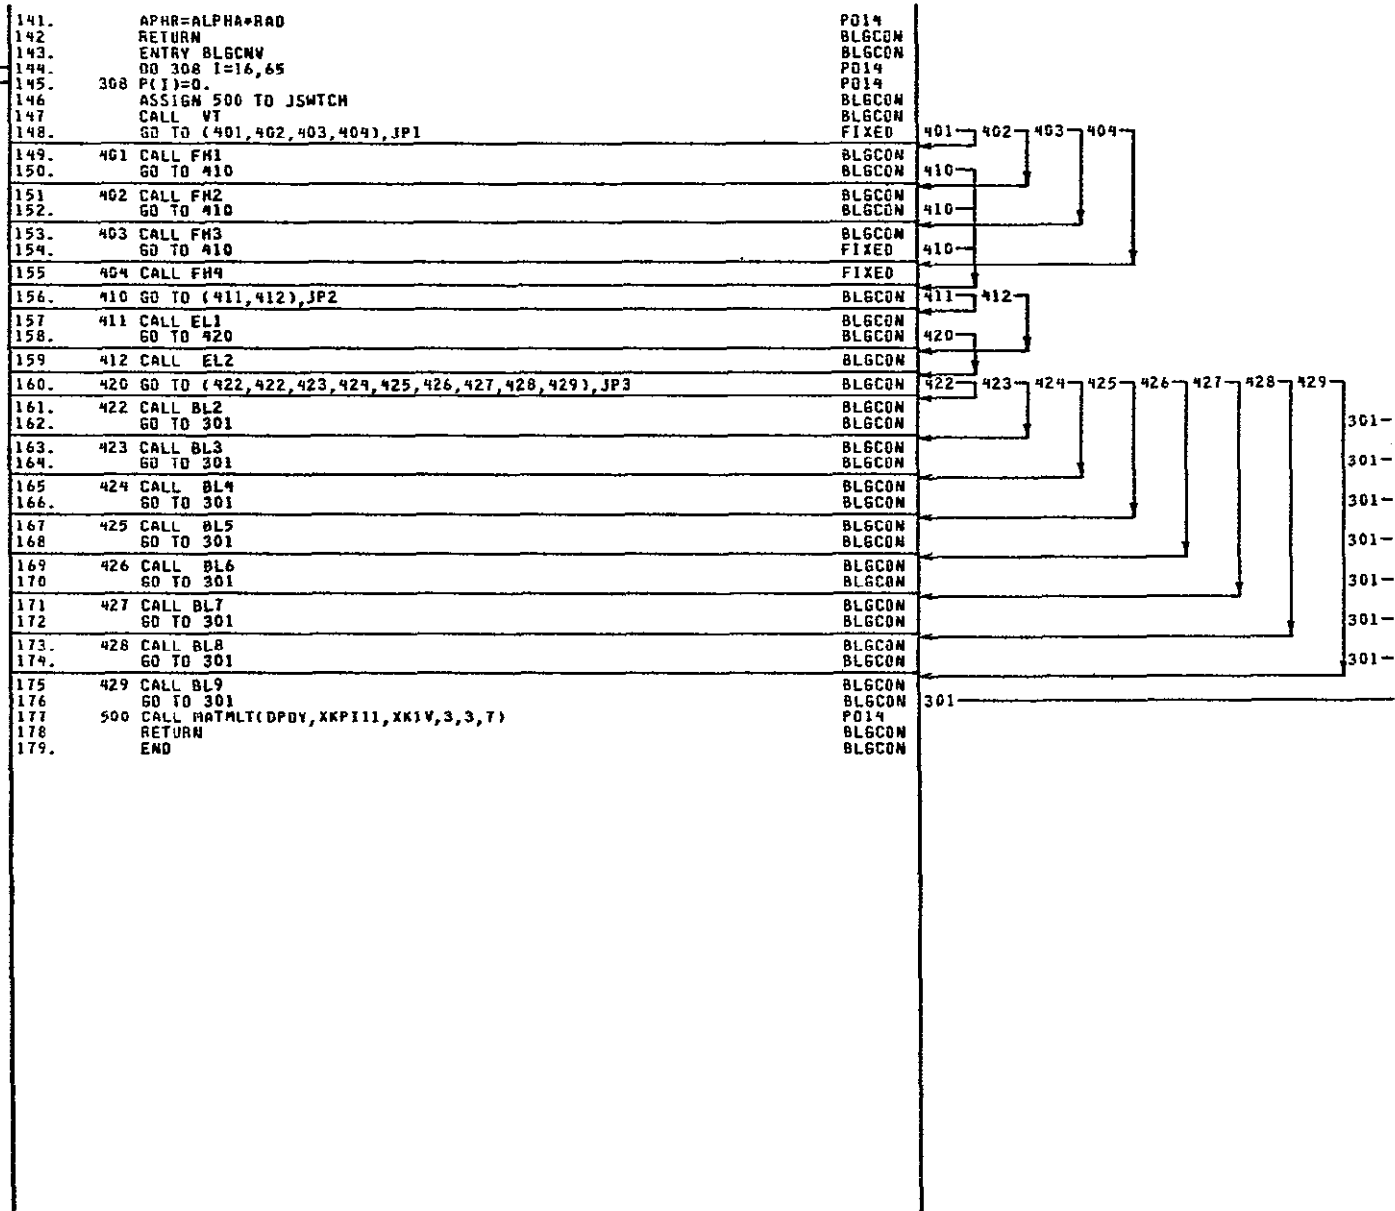 141. APHR=ALPHA*RAD PO14
142 RETURN BLGCON
143. ENTRY BLGCNV BLGCON
144. DO 308 I=16,65 PO14
145. 308 P(I)=0. PO14
146 ASSIGN 500 TO JSWTCH BLGCON
147 CALL VT BLGCON
148. GO TO (401,402,403,404),JP1 FIXED 401 402 403 404
149. 401 CALL FH1 BLGCON
150. GO TO 410 BLGCON 410
151 402 CALL FH2 BLGCON
152. GO TO 410 BLGCON 410
153. 403 CALL FH3 BLGCON
154. GO TO 410 FIXED 410
155 404 CALL FH4 FIXED
156. 410 GO TO (411,412),JP2 BLGCON 411 412
157 411 CALL EL1 BLGCON
158. GO TO 420 BLGCON 420
159 412 CALL EL2 BLGCON
160. 420 GO TO (422,422,423,424,425,426,427,428,429),JP3 BLGCON 422 423 424 425 426 427 428 429
161. 422 CALL BL2 BLGCON
162. GO TO 301 BLGCON 301
163. 423 CALL BL3 BLGCON
164. GO TO 301 BLGCON 301
165 424 CALL BL4 BLGCON
166. GO TO 301 BLGCON 301
167 425 CALL BL5 BLGCON
168 GO TO 301 BLGCON 301
169 426 CALL BL6 BLGCON
170 GO TO 301 BLGCON 301
171 427 CALL BL7 BLGCON
172 GO TO 301 BLGCON 301
173. 428 CALL BL8 BLGCON
174. GO TO 301 BLGCON 301
175 429 CALL BL9 BLGCON
176 GO TO 301 BLGCON 301
177 500 CALL MATMLT(DPDV,XKPI11,XK1V,3,3,7) PO14
178 RETURN BLGCON
179. END BLGCON